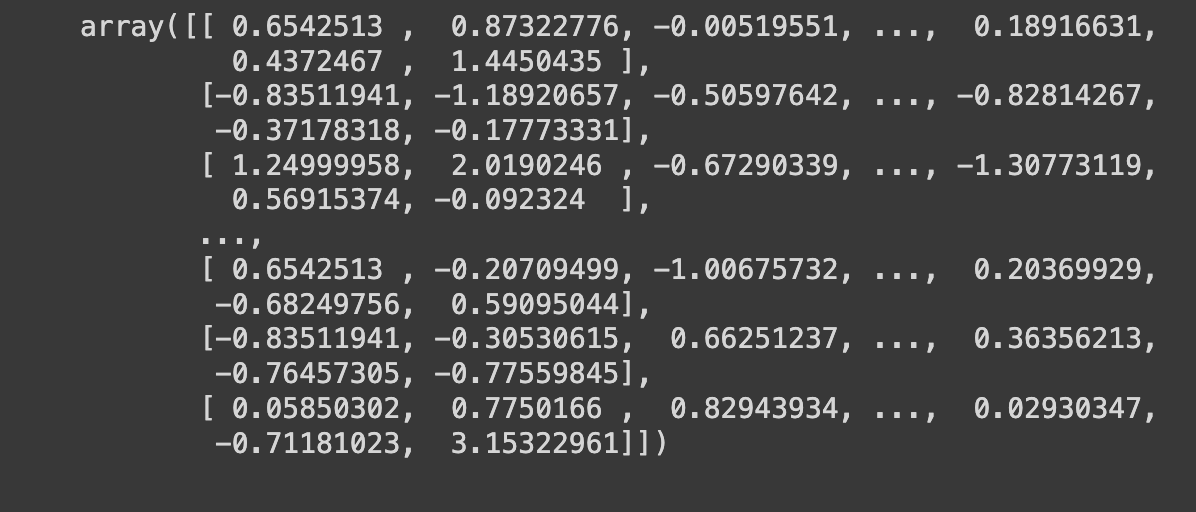 array([[ 0.6542513 ,  0.87322776, -0.00519551, ...,  0.18916631,
         0.4372467 ,  1.4450435 ],
       [-0.83511941, -1.18920657, -0.50597642, ..., -0.82814267,
        -0.37178318, -0.17773331],
       [ 1.24999958,  2.0190246 , -0.67290339, ..., -1.30773119,
         0.56915374, -0.092324  ],
       ...,
       [ 0.6542513 , -0.20709499, -1.00675732, ...,  0.20369929,
        -0.68249756,  0.59095044],
       [-0.83511941, -0.30530615,  0.66251237, ...,  0.36356213,
        -0.76457305, -0.77559845],
       [ 0.05850302,  0.7750166 ,  0.82943934, ...,  0.02930347,
        -0.71181023,  3.15322961]])